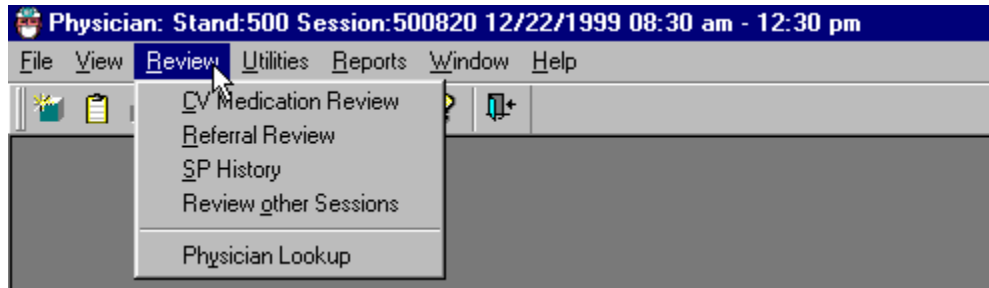 Physician: Stand:500 Session:500820 12/22/1999 08:30 am - 12:30 pm
File View Review Utilities Reports Window Help
CV Medication Review
Referral Review
SP History
Review other Sessions
Physician Lookup